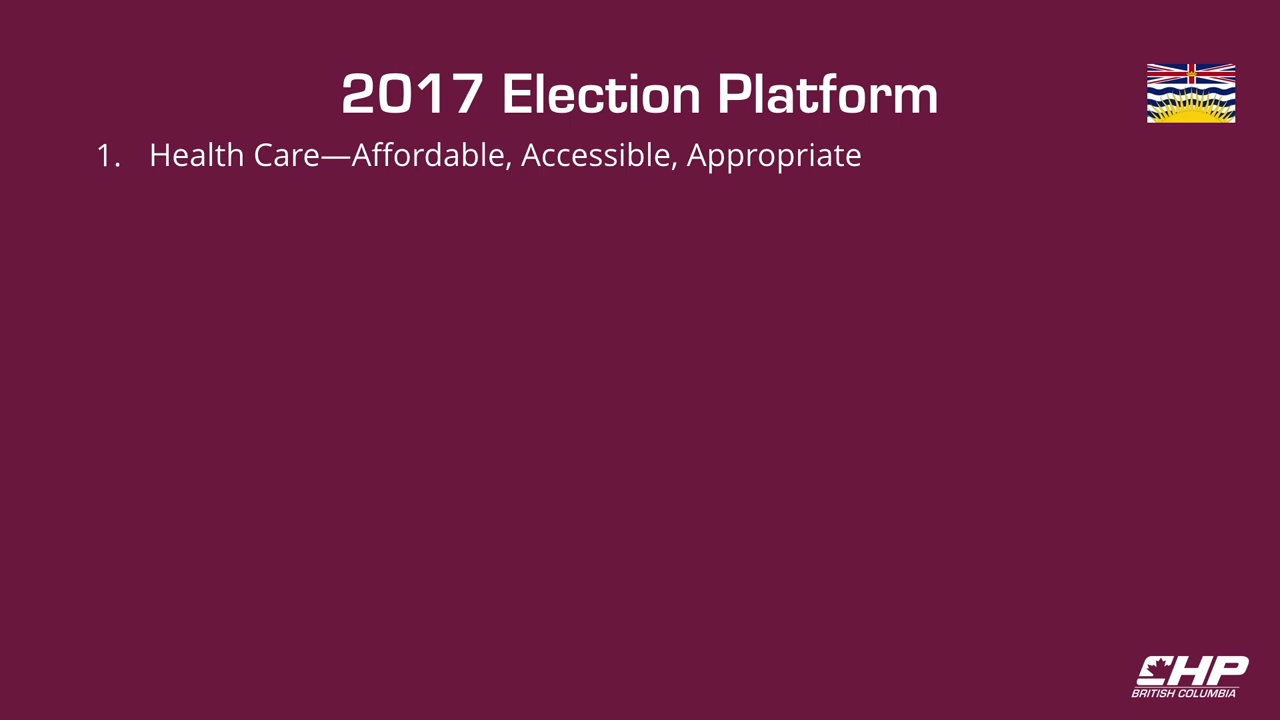 2017 Election Platform
1. Health Care—Affordable, Accessible, Appropriate
CHP
BRITISH COLUMBIA